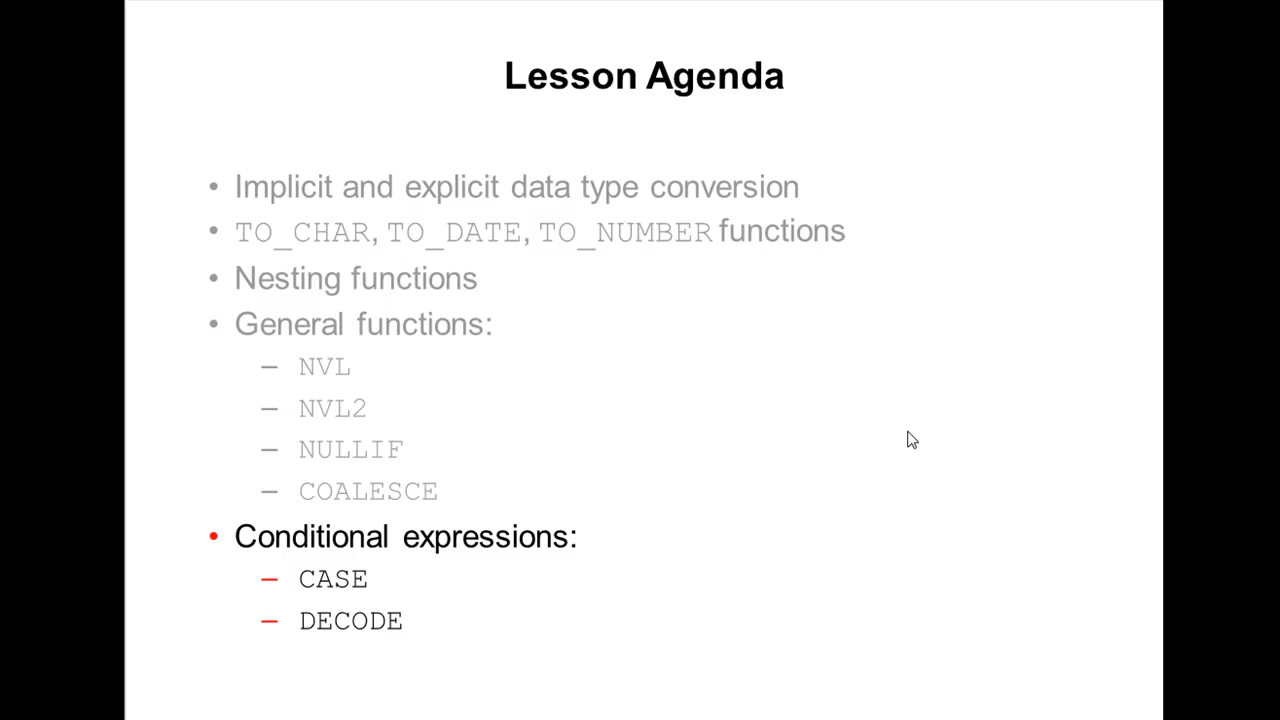 Lesson Agenda
• Implicit and explicit data type conversion
• TO_CHAR, TO_DATE, TO_NUMBER functions
• Nesting functions
• General functions:
– NVL
– NVL2
– NULLIF
– COALESCE
• Conditional expressions:
– CASE
– DECODE